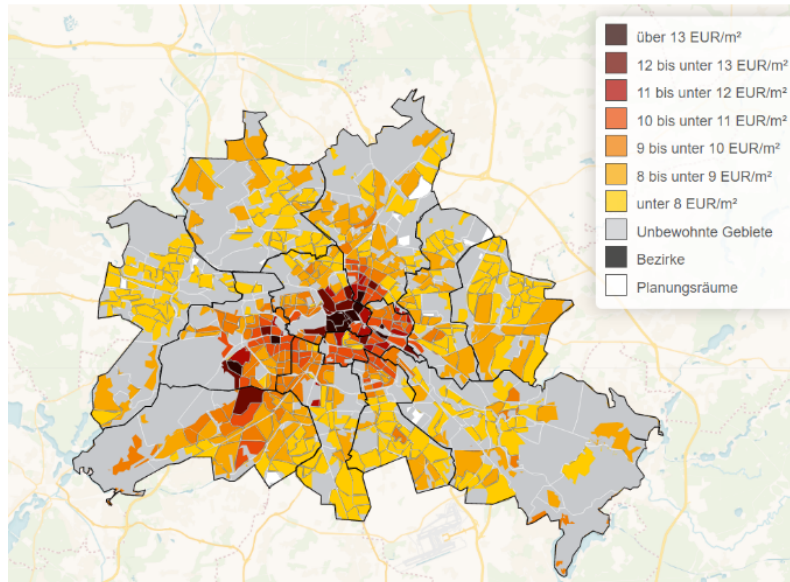 über 13 EUR/m²
12 bis unter 13 EUR/m²
11 bis unter 12 EUR/m²
10 bis unter 11 EUR/m²
9 bis unter 10 EUR/m²
8 bis unter 9 EUR/m²
unter 8 EUR/m²
Unbewohnte Gebiete
Bezirke
Planungsräume